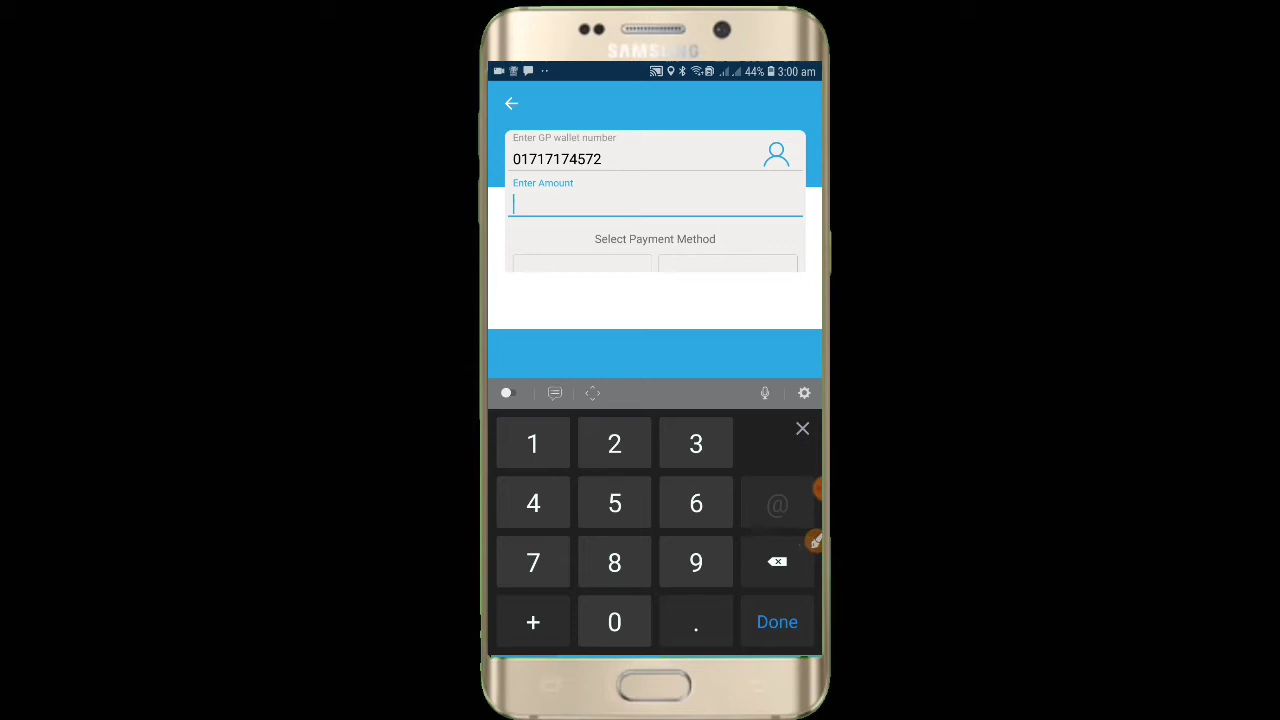 SAMSUNG
44% 3:00 am
Enter GP wallet number
01717174572
Enter Amount
Select Payment Method
1 2 3
4 5 6 @
7 8 9
+ 0 . Done